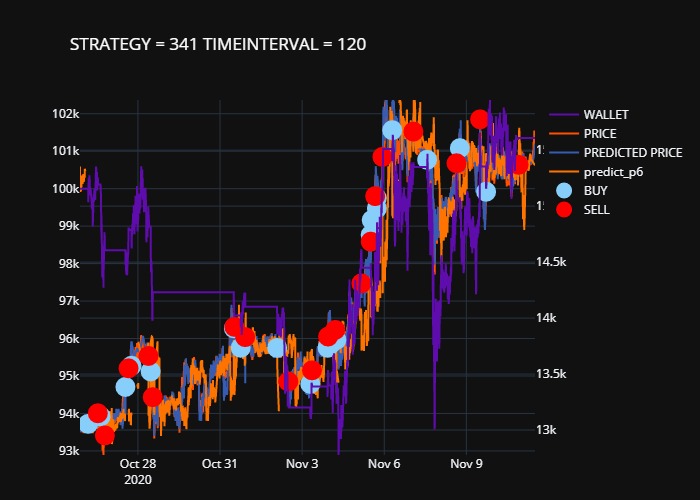 STRATEGY = 341 TIMEINTERVAL = 120
102k
101k
100k
99k
98k
97k
96k
95k
94k
93k
14.5k
14k
13.5k
13k
Oct 28
2020
Oct 31
Nov 3
Nov 6
Nov 9
WALLET
PRICE
PREDICTED PRICE
predict_p6
BUY
SELL